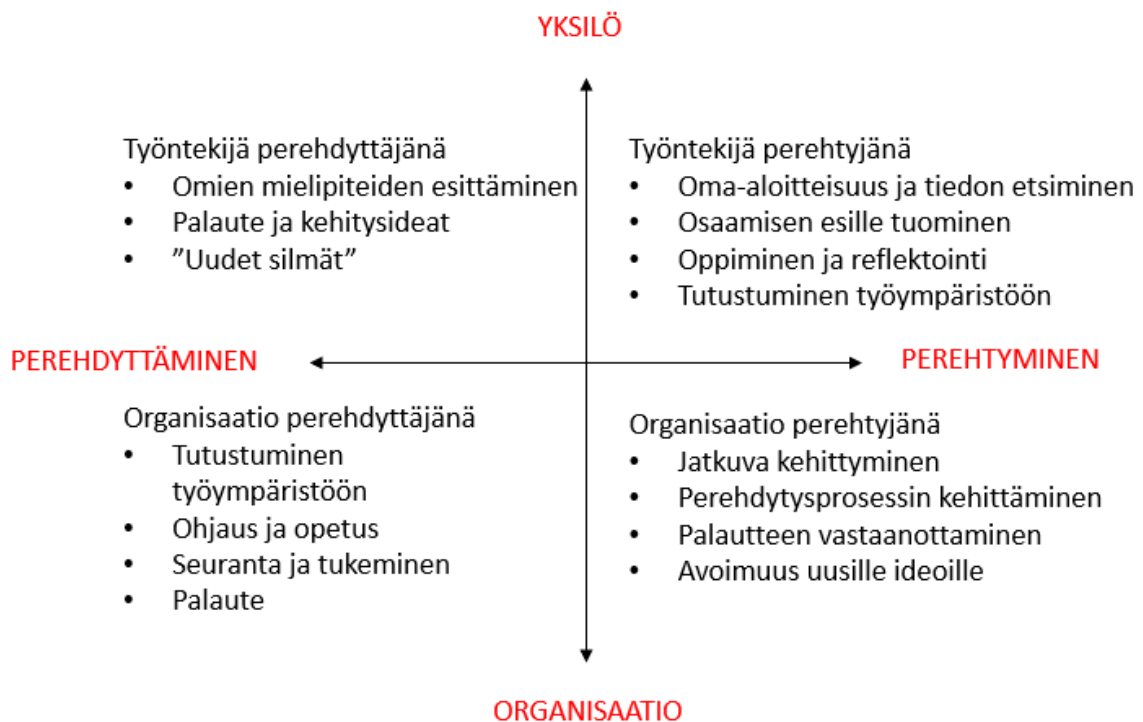 YKSILÖ
Työntekijä perehdyttäjänä
• Omien mielipiteiden esittäminen
• Palaute ja kehitysideat
• ”Uudet silmät”
Työntekijä perehtyjänä
• Oma-aloitteisuus ja tiedon etsiminen
• Osaamisen esille tuominen
• Oppiminen ja reflektointi
• Tutustuminen työympäristöön
PEREHDYTTÄMINEN
PEREHTYMINEN
Organisaatio perehdyttäjänä
• Tutustuminen
työympäristöön
• Ohjaus ja opetus
• Seuranta ja tukeminen
• Palaute
Organisaatio perehtyjänä
• Jatkuva kehittyminen
• Perehdytysprosessin kehittäminen
• Palautteen vastaanottaminen
• Avoimuus uusille ideoille
ORGANISAATIO